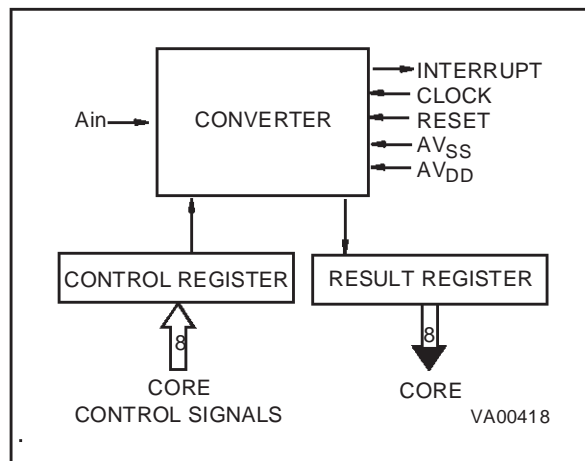 INTERRUPT
CLOCK
Ain
CONVERTER
RESET
AVSS
AVDD
CONTROL REGISTER
RESULT REGISTER
8
8
CORE
CONTROL SIGNALS
CORE
VA00418
.